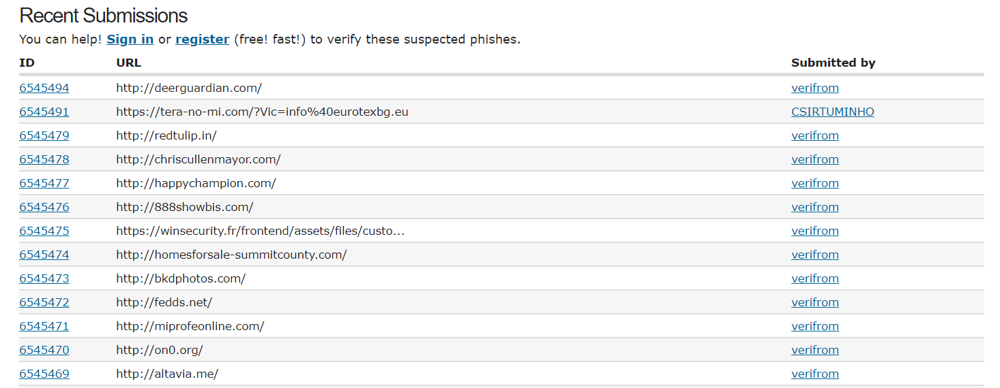 Recent Submissions
You can help! Sign in or register (free! fast!) to verify these suspected phishes.
ID URL Submitted by
6545494 http://deerguardian.com/ verifrom
6545491 https://tera-no-mi.com/?Vic=info%40eurotexbg.eu CSIRTUMINHO
6545479 http://redtulip.in/ verifrom
6545478 http://chriscullenmayor.com/ verifrom
6545477 http://happychampion.com/ verifrom
6545476 http://888showbis.com/ verifrom
6545475 https://winsecurity.fr/frontend/assets/files/custo... verifrom
6545474 http://homesforsale-summitcounty.com/ verifrom
6545473 http://bkdphotos.com/ verifrom
6545472 http://fedds.net/ verifrom
6545471 http://miprofeonline.com/ verifrom
6545470 http://on0.org/ verifrom
6545469 http://altavia.me/ verifrom